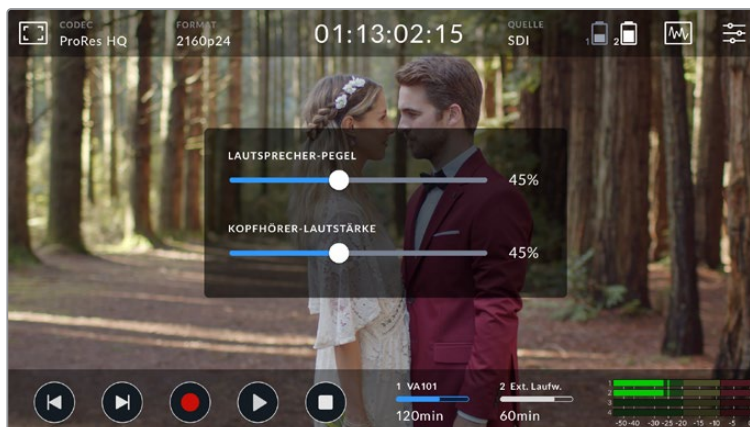 CODEC
ProRes HQ
FORMAT
2160p24
01:13:02:15
QUELLE
SDI
1
2
LAUTSPRECHER-PEGEL
45%
KOPFHÖRER-LAUTSTÄRKE
45%
1 VA101
120min
2 Ext. Laufw.
60min
1
2
3
4
-50 -40 -30 -25 -20 -15 -10 -5